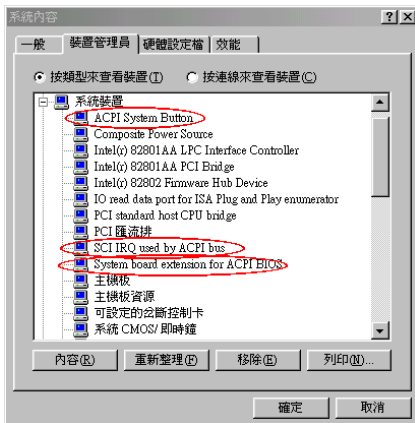 系統內容
一般 裝置管理員 硬體設定檔 效能
按類型來查看裝置(I) 按連線來查看裝置(C)
系統裝置
ACPI System Button
Composite Power Source
Intel(r) 82801AA LPC Interface Controller
Intel(r) 82801AA PCI Bridge
Intel(r) 82802 Firmware Hub Device
IO read data port for ISA Plug and Play enumerator
PCI standard host CPU bridge
PCI 匯流排
SCI IRQ used by ACPI bus
System board extension for ACPI BIOS
主機板
主機板資源
可設定的岔斷控制卡
系統 CMOS/即時鐘
內容(R) 重新整理(F) 移除(E) 列印(N)...
確定 取消